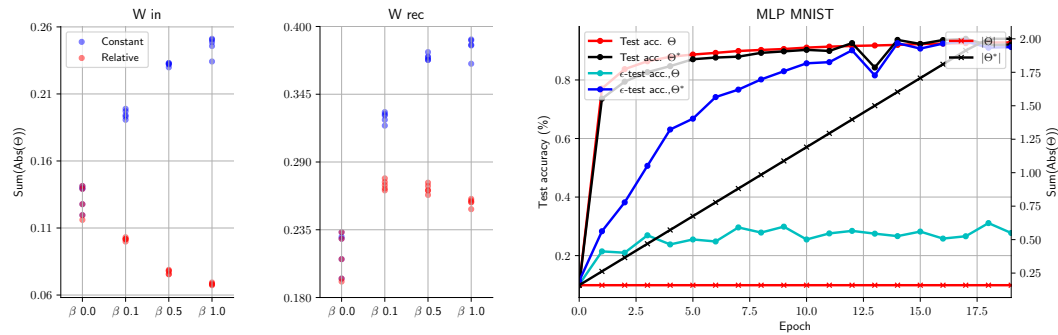 W in
Sum(Abs(Θ))
0.26
0.21
0.16
0.11
0.06
Constant
Relative
β 0.0
β 0.1
β 0.5
β 1.0
W rec
0.400
0.345
0.290
0.235
0.180
β 0.0
β 0.1
β 0.5
β 1.0
MLP MNIST
Test accuracy (%)
0.8
0.6
0.4
0.2
Test acc. Θ
Test acc. Θ*
ϵ-test acc.,Θ
ϵ-test acc.,Θ*
|Θ|
|Θ*|
2.00
1.75
1.50
1.25
1.00
0.75
0.50
0.25
Sum(Abs(Θ))
0.0
2.5
5.0
7.5
10.0
12.5
15.0
17.5
Epoch